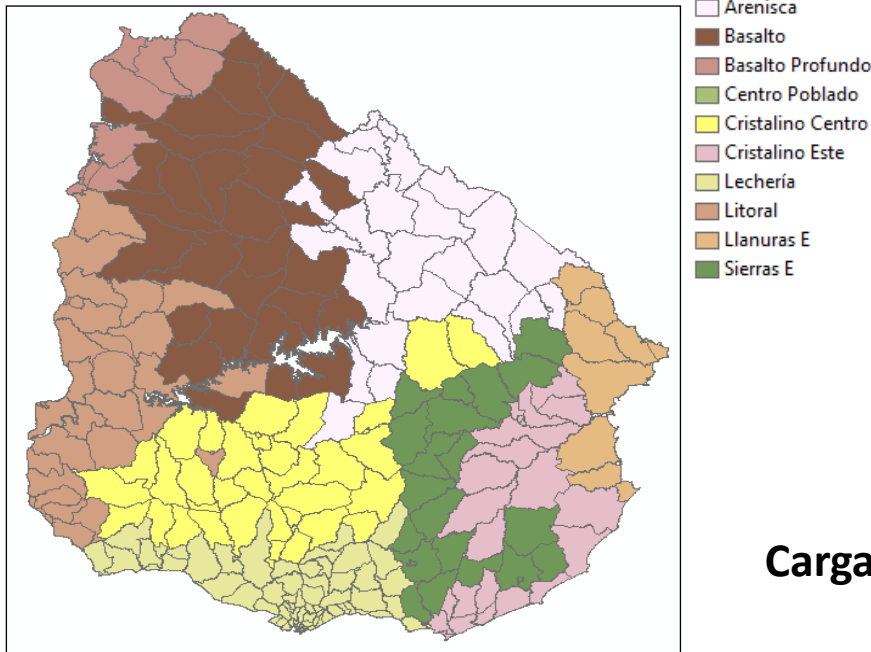 Arenisca
Basalto
Basalto Profundo
Centro Poblado
Cristalino Centro
Cristalino Este
Lechería
Litoral
Llanuras E
Sierras E
Carga